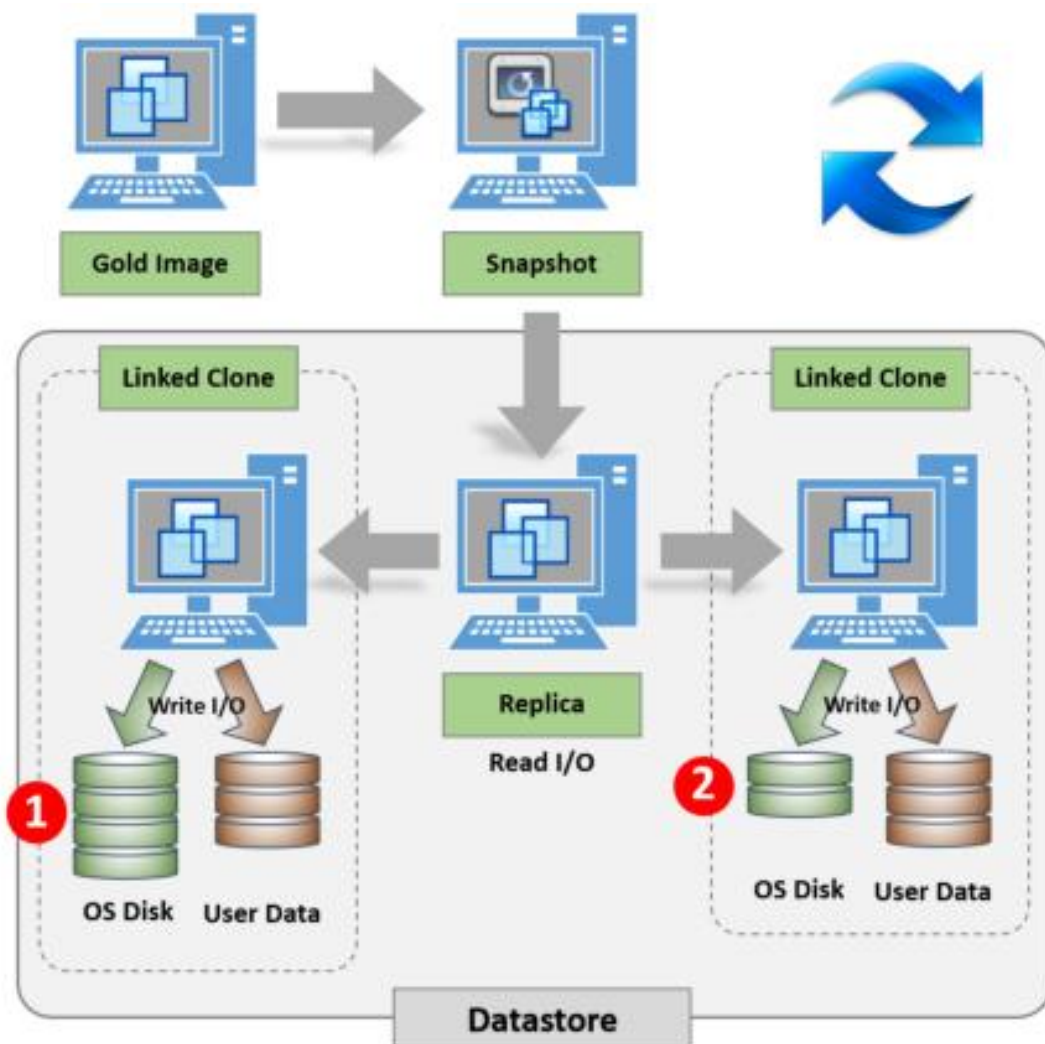 Gold Image
Snapshot
Linked Clone
Linked Clone
Write I/O
Replica
Write I/O
Read I/O
1
2
OS Disk
User Data
OS Disk
User Data
Datastore